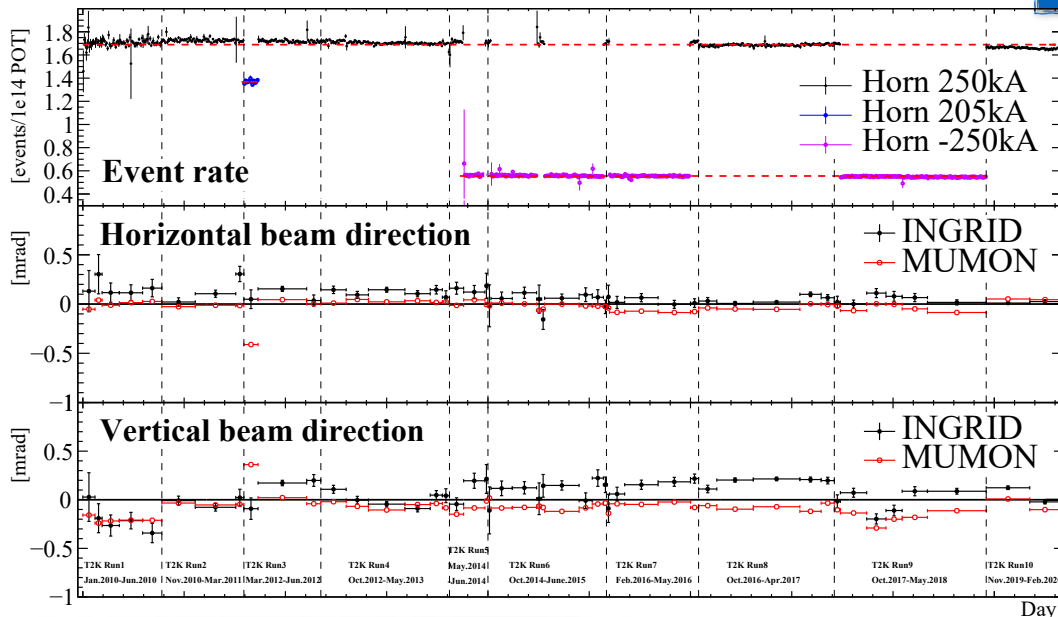 [events/1e14 POT]
1.8
1.6
1.4
1.2
1
0.8
0.6
0.4
Horn 250kA
Horn 205kA
Horn -250kA
Event rate
[mrad]
0.5
0
−0.5
−1
Horizontal beam direction
INGRID
MUMON
[mrad]
0.5
0
−0.5
−1
Vertical beam direction
INGRID
MUMON
T2K Run1
Jan.2010-Jun.2010
T2K Run2
Nov.2010-Mar.2011
T2K Run3
Mar.2012-Jun.2012
T2K Run4
Oct.2012-May.2013
T2K Run5
May.2014
Jun.2014
T2K Run6
Oct.2014-June.2015
T2K Run7
Feb.2016-May.2016
T2K Run8
Oct.2016-Apr.2017
T2K Run9
Oct.2017-May.2018
T2K Run10
Nov.2019-Feb.2020
Day